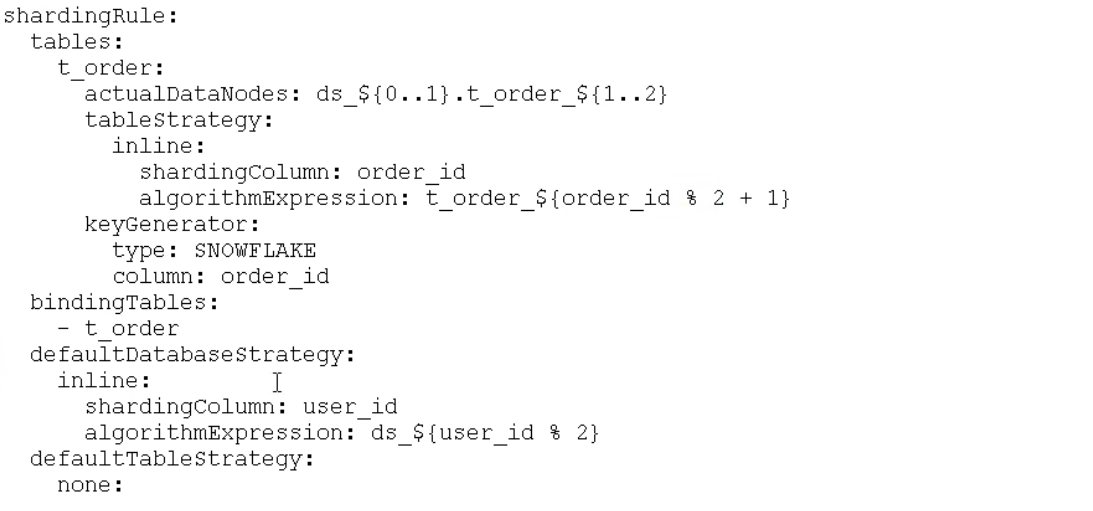 shardingRule:
  tables:
    t_order:
      actualDataNodes: ds_${0..1}.t_order_${1..2}
      tableStrategy:
        inline:
          shardingColumn: order_id
          algorithmExpression: t_order_${order_id % 2 + 1}
      keyGenerator:
        type: SNOWFLAKE
        column: order_id
  bindingTables:
    - t_order
  defaultDatabaseStrategy:
    inline:
      shardingColumn: user_id
      algorithmExpression: ds_${user_id % 2}
  defaultTableStrategy:
    none: